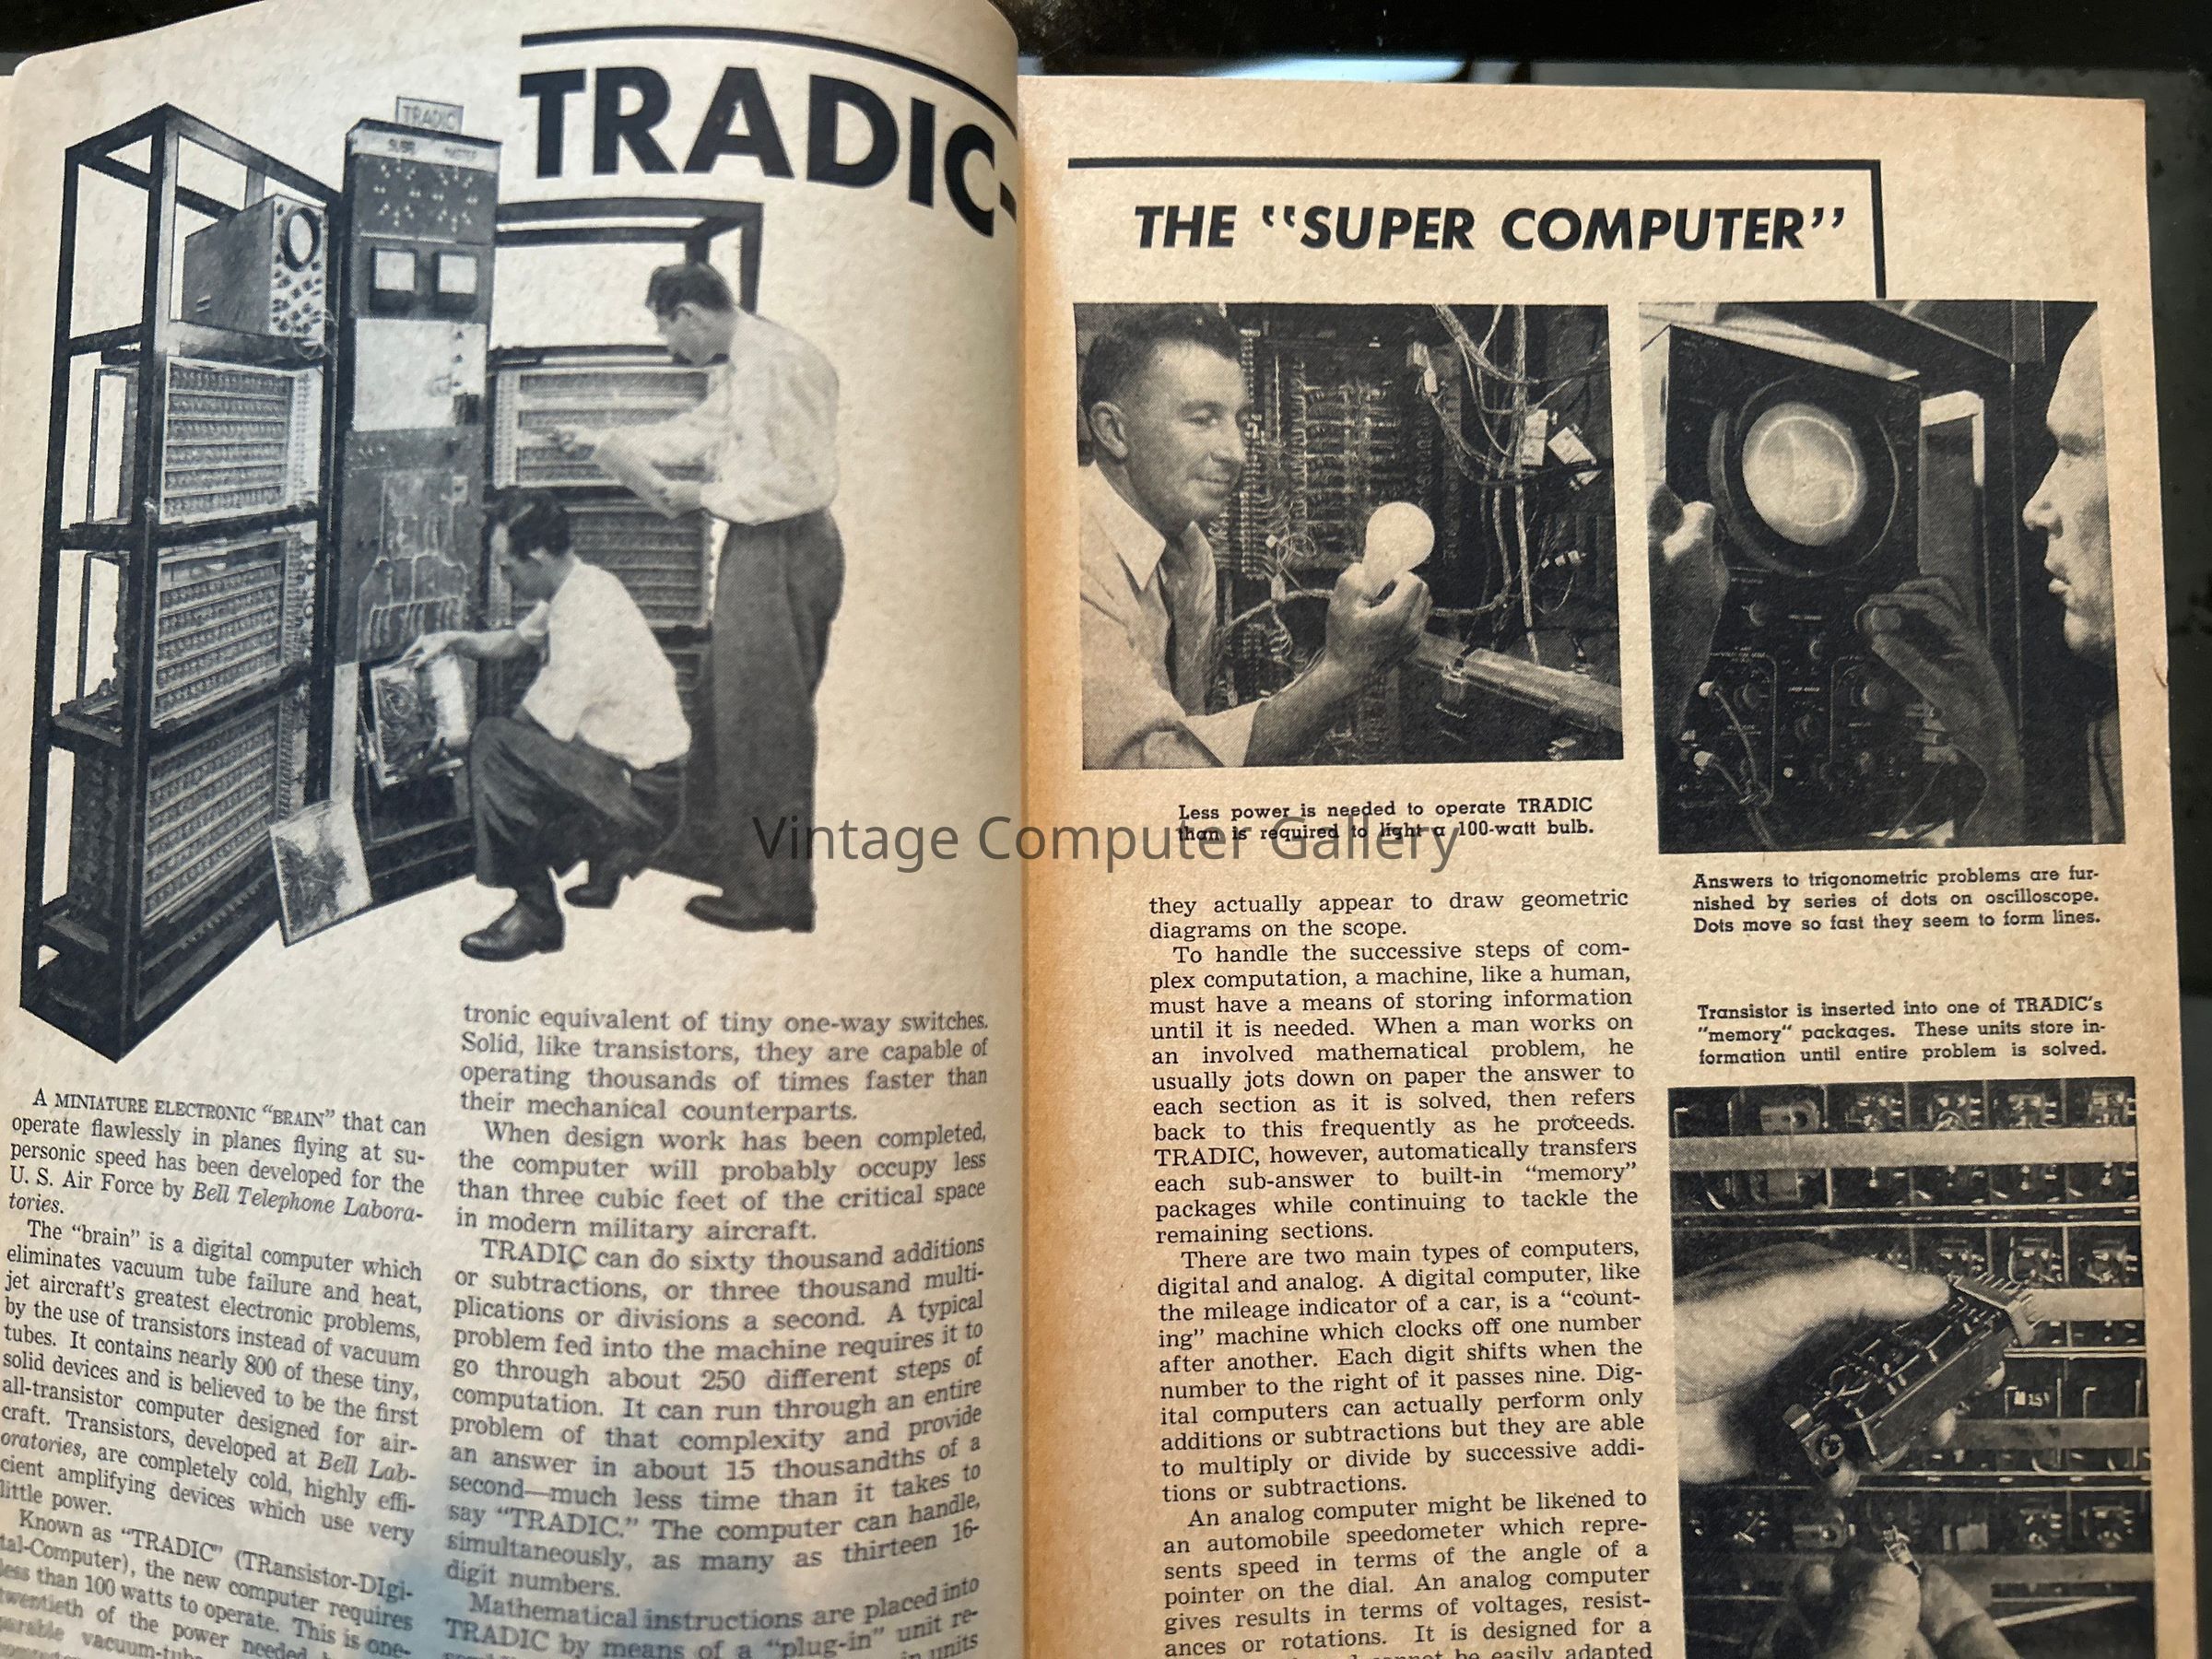 TRADIC-
TRADIC
THE "SUPER COMPUTER"
A MINIATURE ELECTRONIC "BRAIN" that can
operate flawlessly in planes flying at su-
personic speed has been developed for the
U. S. Air Force by Bell Telephone Labora-
tories.
The "brain" is a digital computer which
eliminates vacuum tube failure and heat,
jet aircraft's greatest electronic problems,
by the use of transistors instead of vacuum
tubes. It contains nearly 800 of these tiny,
solid devices and is believed to be the first
all-transistor computer designed for air-
craft. Transistors, developed at Bell Lab-
oratories, are completely cold, highly effi-
cient amplifying devices which use very
little power.
Known as "TRADIC" (TRansistor-DIgi-
tal-Computer), the new computer requires
less than 100 watts to operate. This is one-
twentieth of the power needed
vacuum-tube
tronic equivalent of tiny one-way switches.
Solid, like transistors, they are capable of
operating thousands of times faster than
their mechanical counterparts.
When design work has been completed,
the computer will probably occupy less
than three cubic feet of the critical space
in modern military aircraft.
TRADIC can do sixty thousand additions
or subtractions, or three thousand multi-
plications or divisions a second. A typical
problem fed into the machine requires it to
go through about 250 different steps of
computation. It can run through an entire
problem of that complexity and provide
an answer in about 15 thousandths of a
second—much less time than it takes to
say "TRADIC." The computer can handle,
simultaneously, as many as thirteen 16-
digit numbers.
Mathematical instructions are placed into
TRADIC by means of a "plug-in" unit re-
units
Less power is needed to operate TRADIC
than is required to light a 100-watt bulb.
Vintage Computer Gallery
they actually appear to draw geometric
diagrams on the scope.
To handle the successive steps of com-
plex computation, a machine, like a human,
must have a means of storing information
until it is needed. When a man works on
an involved mathematical problem, he
usually jots down on paper the answer to
each section as it is solved, then refers
back to this frequently as he proceeds.
TRADIC, however, automatically transfers
each sub-answer to built-in "memory"
packages while continuing to tackle the
remaining sections.
There are two main types of computers,
digital and analog. A digital computer, like
the mileage indicator of a car, is a "count-
ing" machine which clocks off one number
after another. Each digit shifts when the
number to the right of it passes nine. Dig-
ital computers can actually perform only
additions or subtractions but they are able
to multiply or divide by successive addi-
tions or subtractions.
An analog computer might be likened to
an automobile speedometer which repre-
sents speed in terms of the angle of a
pointer on the dial. An analog computer
gives results in terms of voltages, resist-
ances or rotations. It is designed for a
be easily adapted
Answers to trigonometric problems are fur-
nished by series of dots on oscilloscope.
Dots move so fast they seem to form lines.
Transistor is inserted into one of TRADIC's
"memory" packages. These units store in-
formation until entire problem is solved.